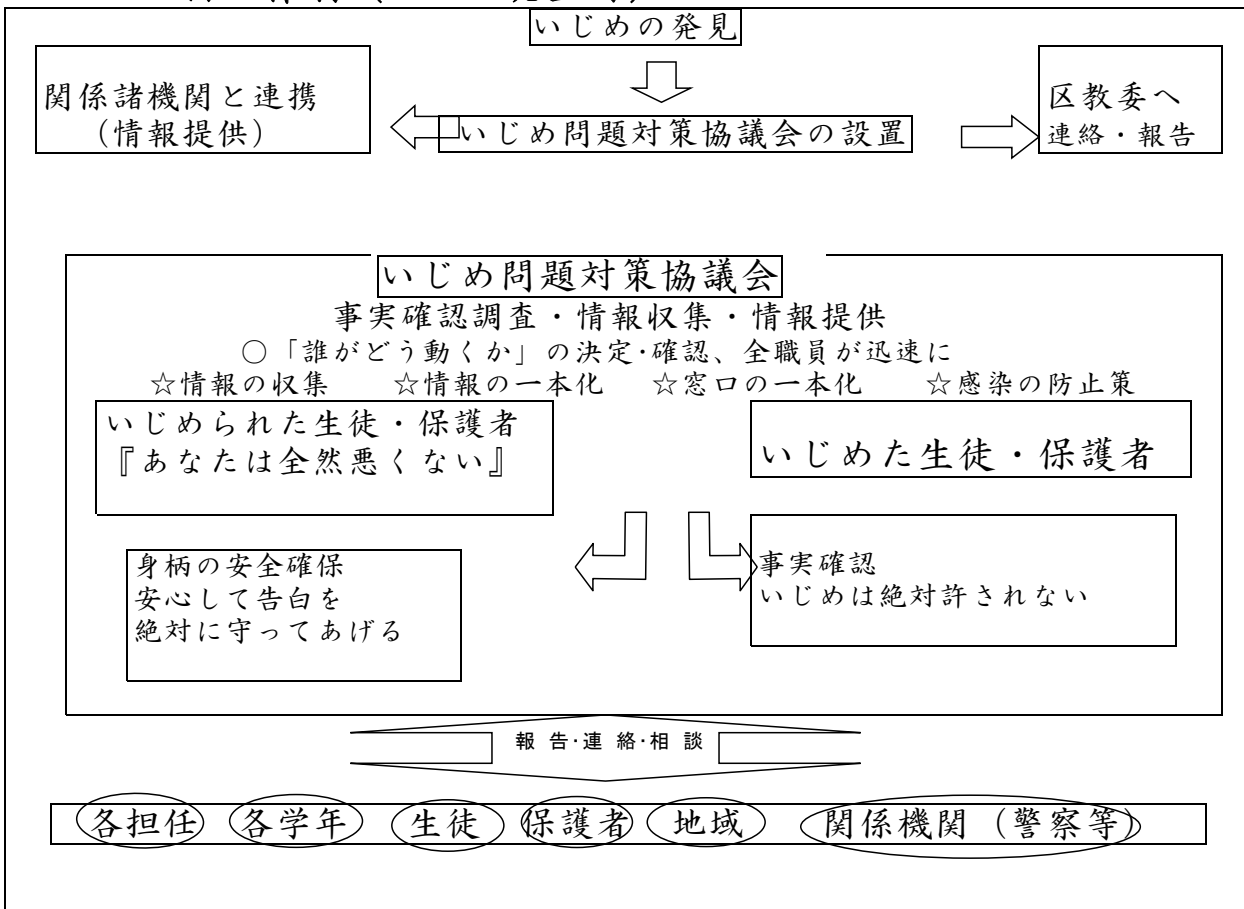 いじめの発見
関係諸機関と連携
(情報提供)
いじめ問題対策協議会の設置
区教委へ
連絡・報告
いじめ問題対策協議会
事実確認調査・情報収集・情報提供
○「誰がどう動くか」の決定・確認、全職員が迅速に
☆情報の収集 ☆情報の一本化 ☆窓口の一本化 ☆感染の防止策
いじめられた生徒・保護者
『あなたは全然悪くない』
いじめた生徒・保護者
身柄の安全確保
安心して告白を
絶対に守ってあげる
事実確認
いじめは絶対許されない
報告・連絡・相談
各担任 各学年 生徒 保護者 地域 関係機関(警察等)